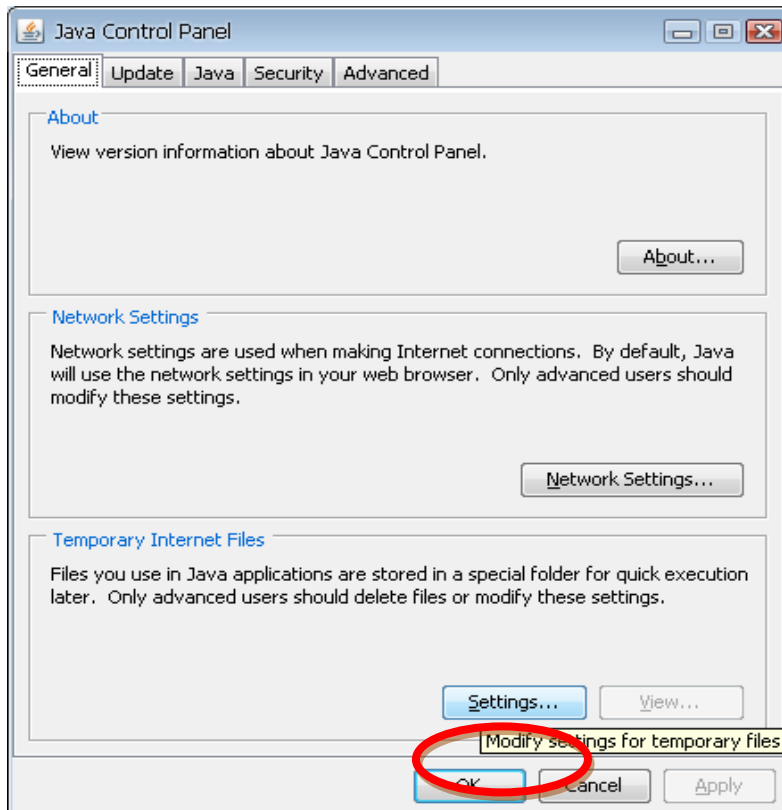 Java Control Panel
General Update Java Security Advanced
About
View version information about Java Control Panel.
About...
Network Settings
Network settings are used when making Internet connections. By default, Java
will use the network settings in your web browser. Only advanced users should
modify these settings.
Network Settings...
Temporary Internet Files
Files you use in Java applications are stored in a special folder for quick execution
later. Only advanced users should delete files or modify these settings.
Settings... View...
Modify settings for temporary files
OK Cancel Apply